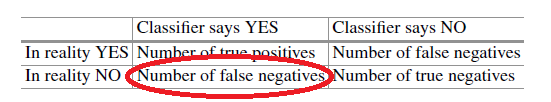 Classifier says YES Classifier says NO
In reality YES Number of true positives Number of false negatives
In reality NO Number of false negatives Number of true negatives